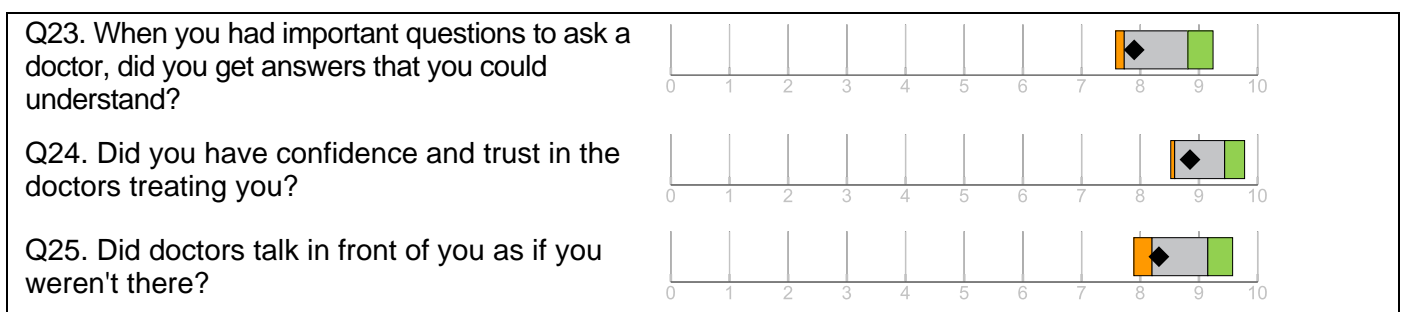 Q23. When you had important questions to ask a
doctor, did you get answers that you could
understand?
0 1 2 3 4 5 6 7 8 9 10
Q24. Did you have confidence and trust in the
doctors treating you?
0 1 2 3 4 5 6 7 8 9 10
Q25. Did doctors talk in front of you as if you
weren't there?
0 1 2 3 4 5 6 7 8 9 10